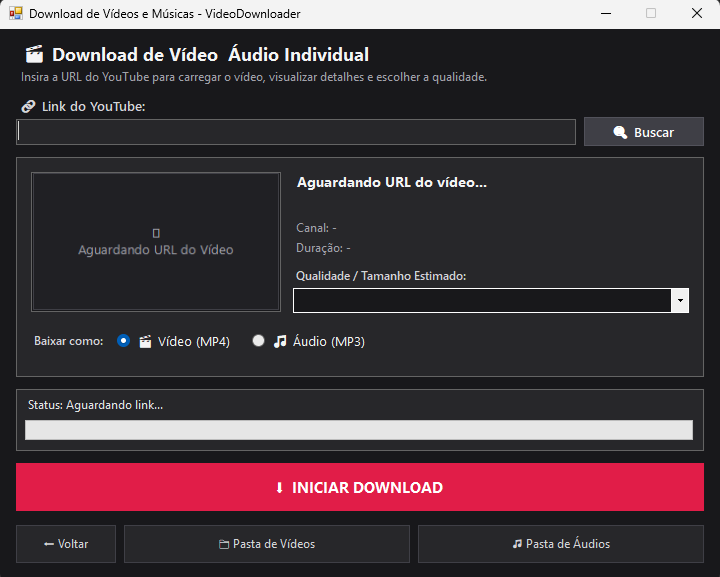 Download de Vídeos e Músicas - VideoDownloader
Download de Vídeo  Áudio Individual
Insira a URL do YouTube para carregar o vídeo, visualizar detalhes e escolher a qualidade.
Link do YouTube:
Buscar
Aguardando URL do vídeo...
Aguardando URL do Vídeo
Canal: -
Duração: -
Qualidade / Tamanho Estimado:
Baixar como: Vídeo (MP4) Áudio (MP3)
Status: Aguardando link...
INICIAR DOWNLOAD
Voltar
Pasta de Vídeos
Pasta de Áudios